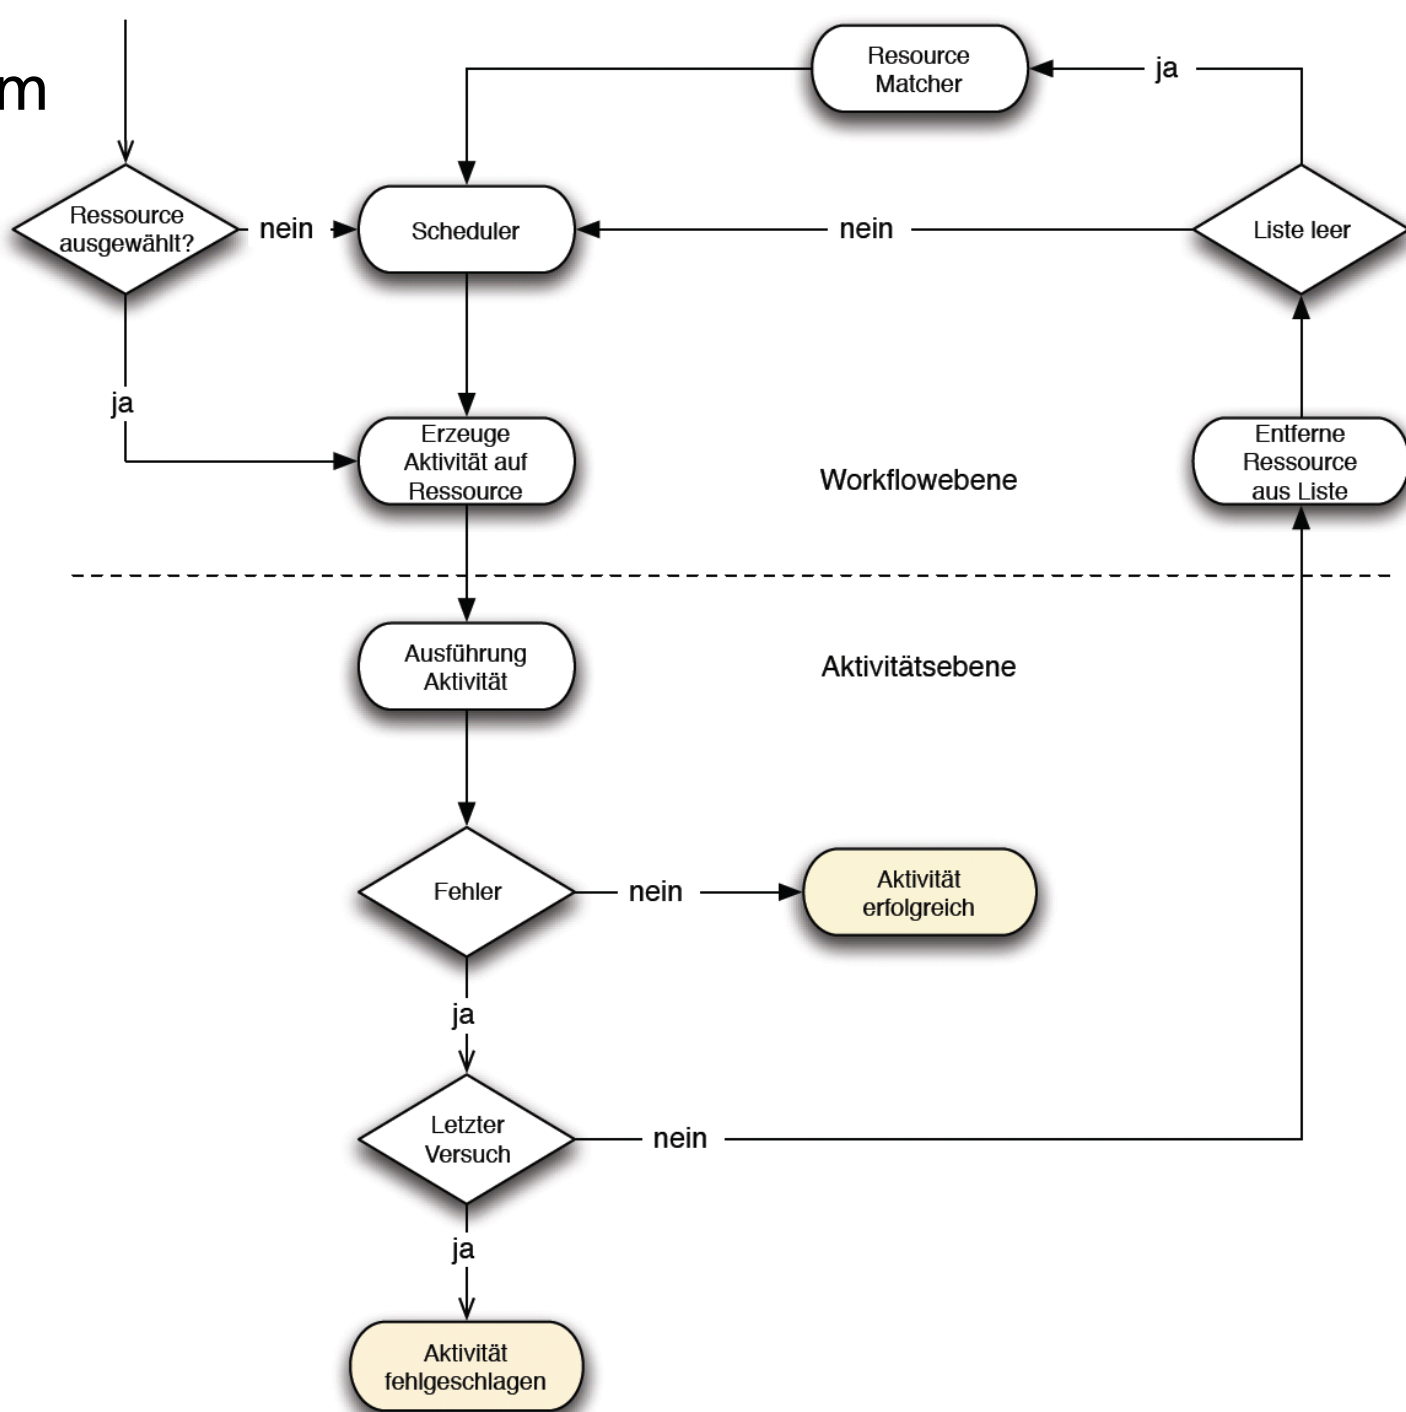 m
Resource
Matcher
ja
Ressource
ausgewählt?
nein
Scheduler
nein
Liste leer
ja
Erzeuge
Aktivität auf
Ressource
Workflowebene
Entferne
Ressource
aus Liste
Ausführung
Aktivität
Aktivitätsebene
Fehler
nein
Aktivität
erfolgreich
ja
Letzter
Versuch
nein
ja
Aktivität
fehlgeschlagen